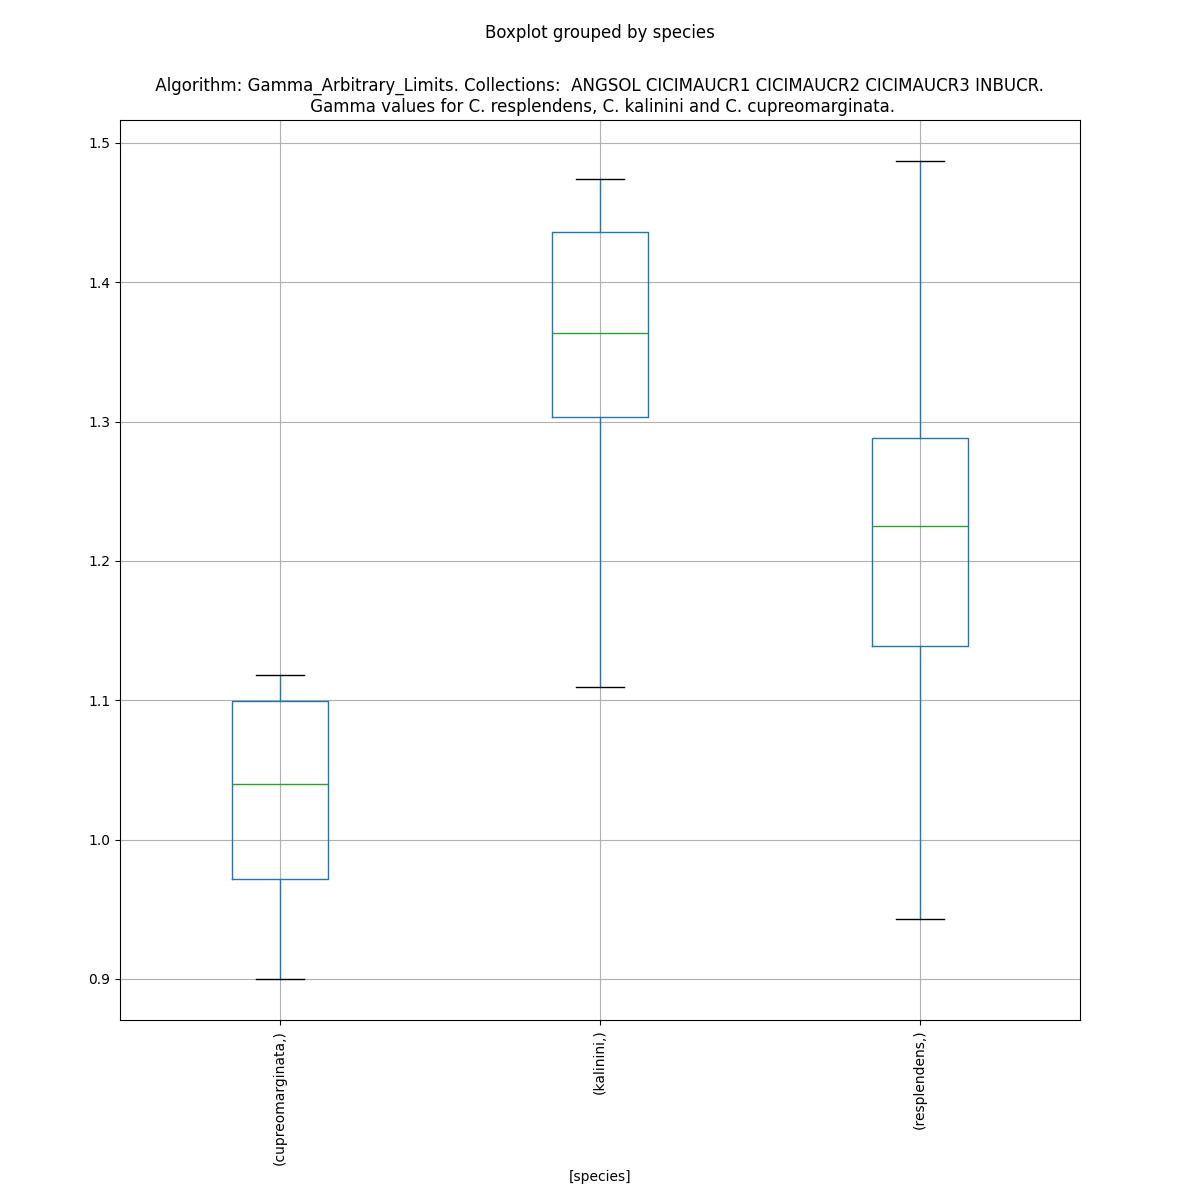 Boxplot grouped by species
Algorithm: Gamma_Arbitrary_Limits. Collections:  ANGSOL CICIMAUCR1 CICIMAUCR2 CICIMAUCR3 INBUCR.
Gamma values for C. resplendens, C. kalinini and C. cupreomarginata.
1.5
1.4
1.3
1.2
1.1
1.0
0.9
(cupreomarginata,)
(kalinini,)
(resplendens,)
[species]